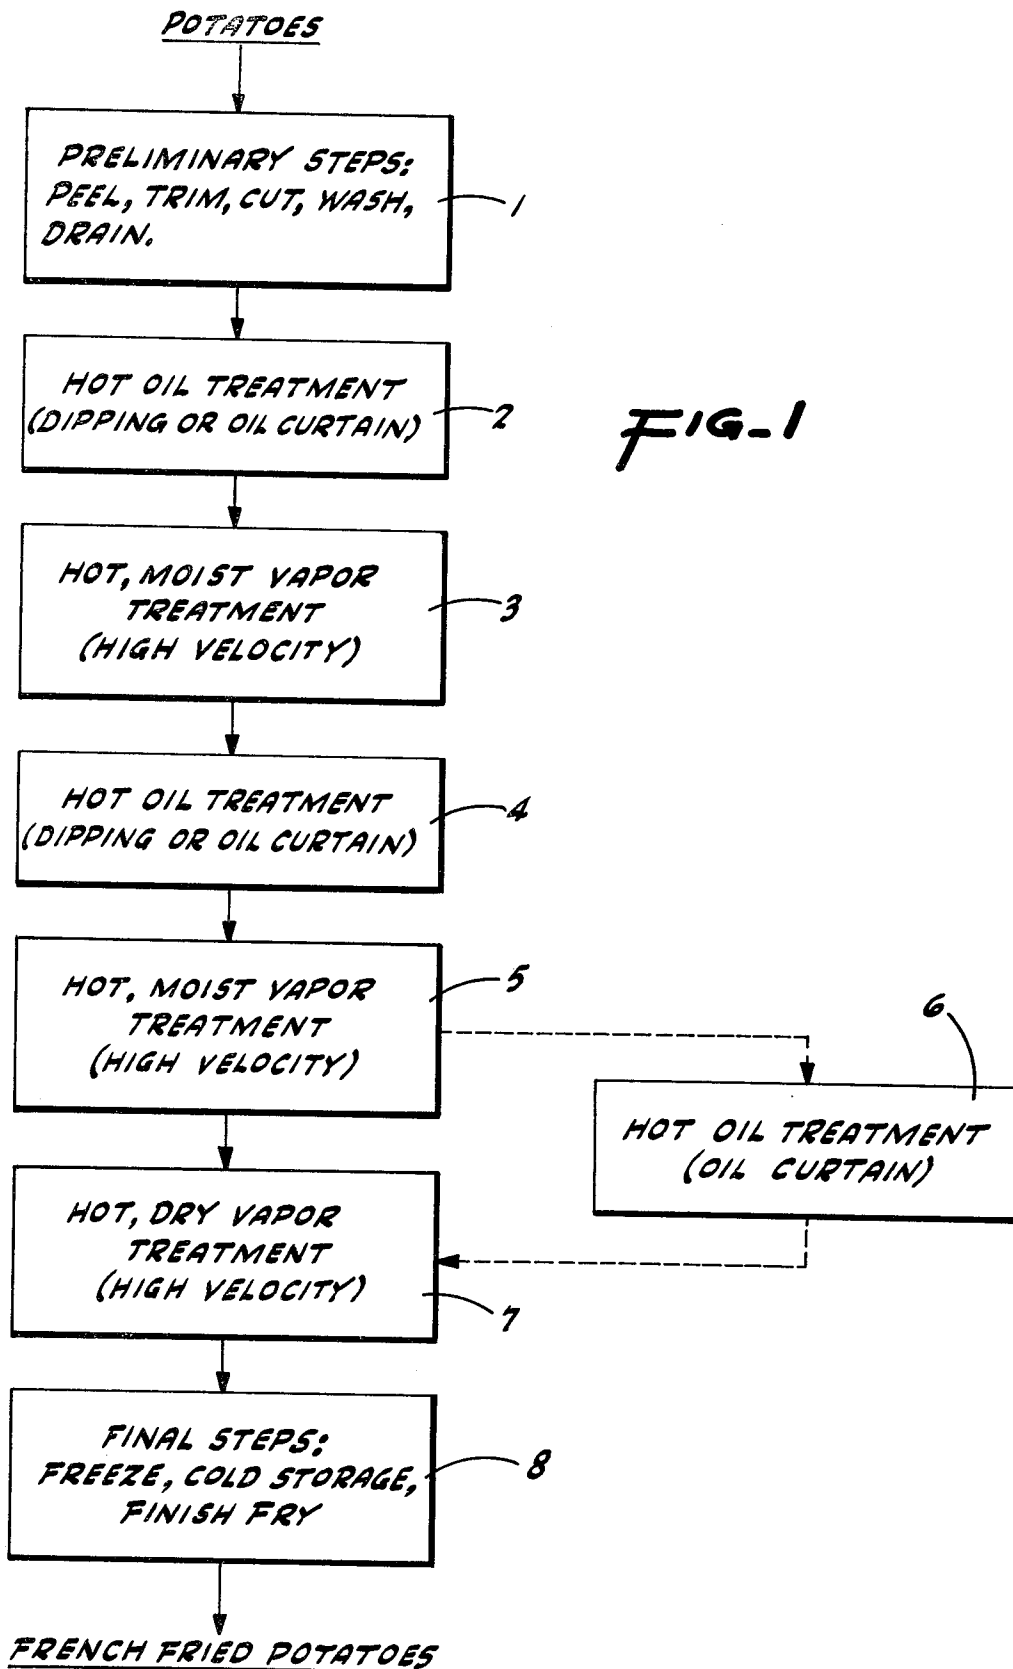 POTATOES
PRELIMINARY STEPS:
PEEL, TRIM, CUT, WASH,
DRAIN.
1
HOT OIL TREATMENT
(DIPPING OR OIL CURTAIN)
2
FIG-1
HOT, MOIST VAPOR
TREATMENT
(HIGH VELOCITY)
3
HOT OIL TREATMENT
(DIPPING OR OIL CURTAIN)
4
HOT, MOIST VAPOR
TREATMENT
(HIGH VELOCITY)
5
6
HOT OIL TREATMENT
(OIL CURTAIN)
HOT, DRY VAPOR
TREATMENT
(HIGH VELOCITY)
7
FINAL STEPS:
FREEZE, COLD STORAGE,
FINISH FRY
8
FRENCH FRIED POTATOES